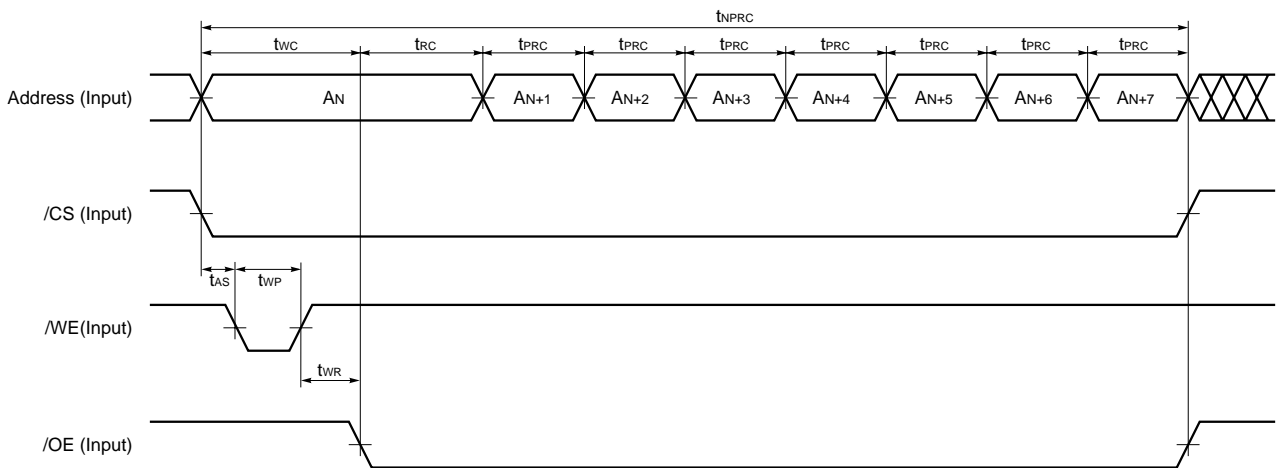 tNPRC
tWC tRC tPRC tPRC tPRC tPRC tPRC tPRC tPRC
Address (Input) AN AN+1 AN+2 AN+3 AN+4 AN+5 AN+6 AN+7
/CS (Input)
tAS tWP
/WE(Input)
tWR
/OE (Input)